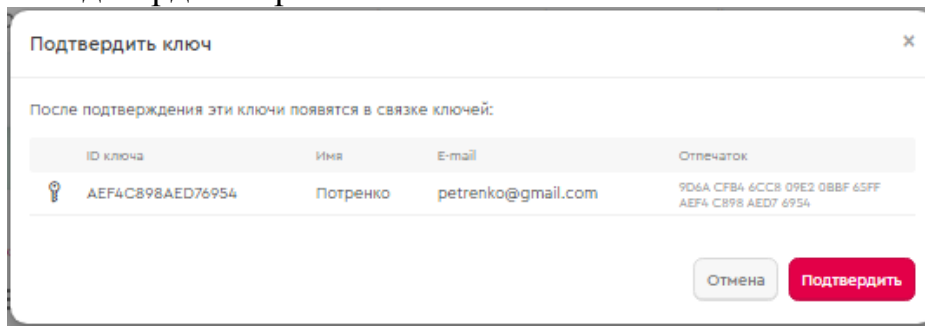 Подтвердить ключ ×
После подтверждения эти ключи появятся в связке ключей:
ID ключа Имя E-mail Отпечаток
AEF4C898AED76954 Потренко petrenko@gmail.com 9D6A CFB4 6CC8 09E2 0BBF 65FF
AEF4 C898 AED7 6954
Отмена Подтвердить